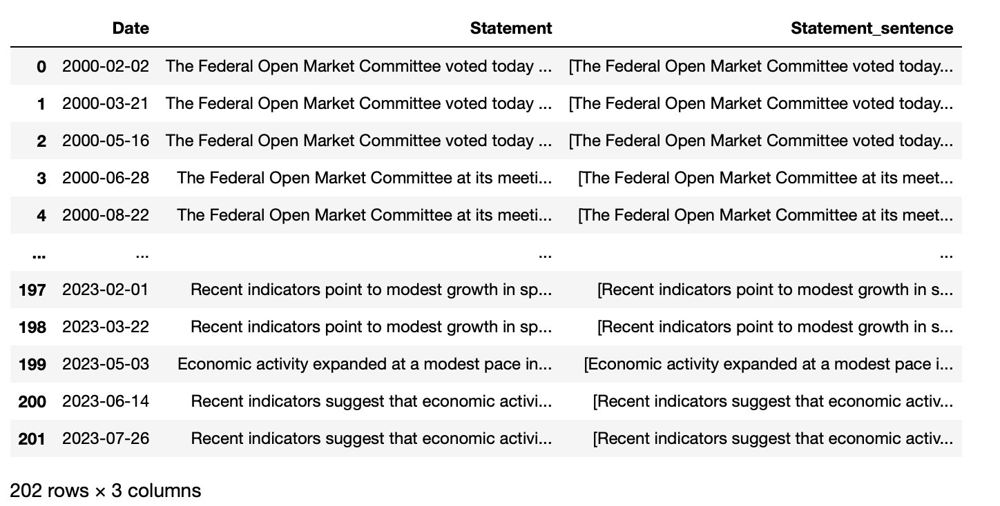 Date Statement Statement_sentence
0 2000-02-02 The Federal Open Market Committee voted today ... [The Federal Open Market Committee voted today...
1 2000-03-21 The Federal Open Market Committee voted today ... [The Federal Open Market Committee voted today...
2 2000-05-16 The Federal Open Market Committee voted today ... [The Federal Open Market Committee voted today...
3 2000-06-28 The Federal Open Market Committee at its meeti... [The Federal Open Market Committee at its meet...
4 2000-08-22 The Federal Open Market Committee at its meeti... [The Federal Open Market Committee at its meet...
... ... ... ...
197 2023-02-01 Recent indicators point to modest growth in sp... [Recent indicators point to modest growth in s...
198 2023-03-22 Recent indicators point to modest growth in sp... [Recent indicators point to modest growth in s...
199 2023-05-03 Economic activity expanded at a modest pace in... [Economic activity expanded at a modest pace i...
200 2023-06-14 Recent indicators suggest that economic activi... [Recent indicators suggest that economic activ...
201 2023-07-26 Recent indicators suggest that economic activi... [Recent indicators suggest that economic activ...
202 rows × 3 columns